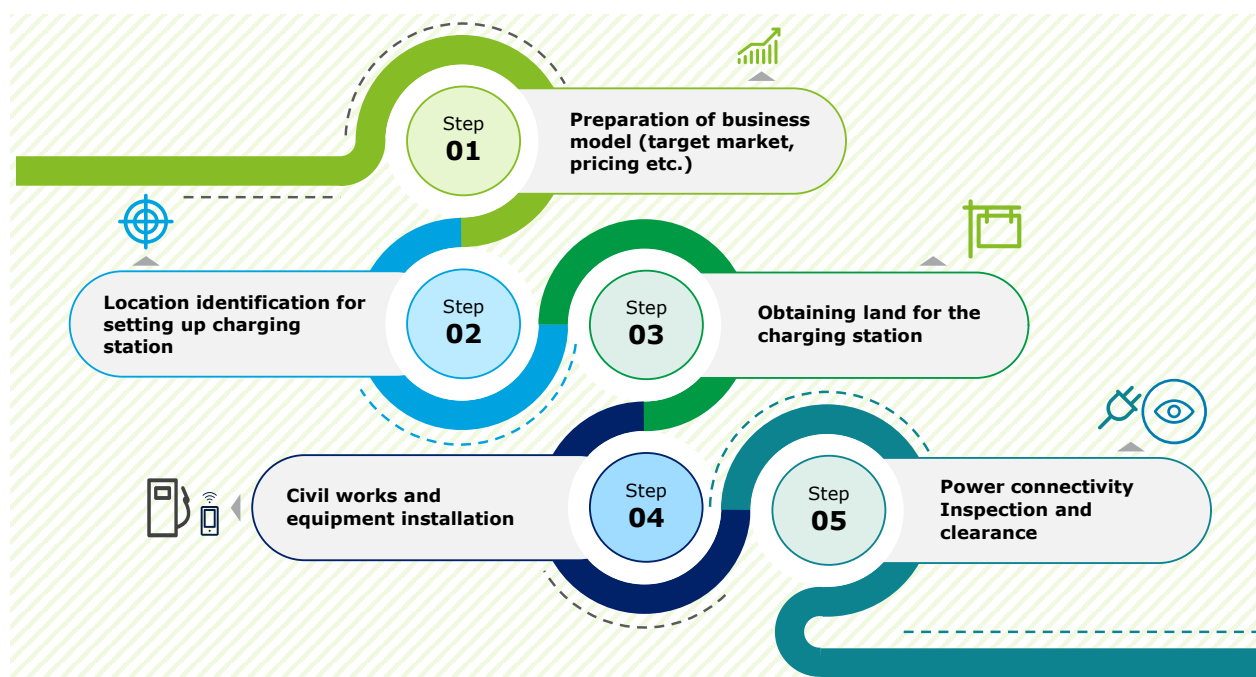 Step
01
Preparation of business
model (target market,
pricing etc.)
Step
02
Location identification for
setting up charging
station
Step
03
Obtaining land for the
charging station
Step
04
Civil works and
equipment installation
Step
05
Power connectivity
Inspection and
clearance